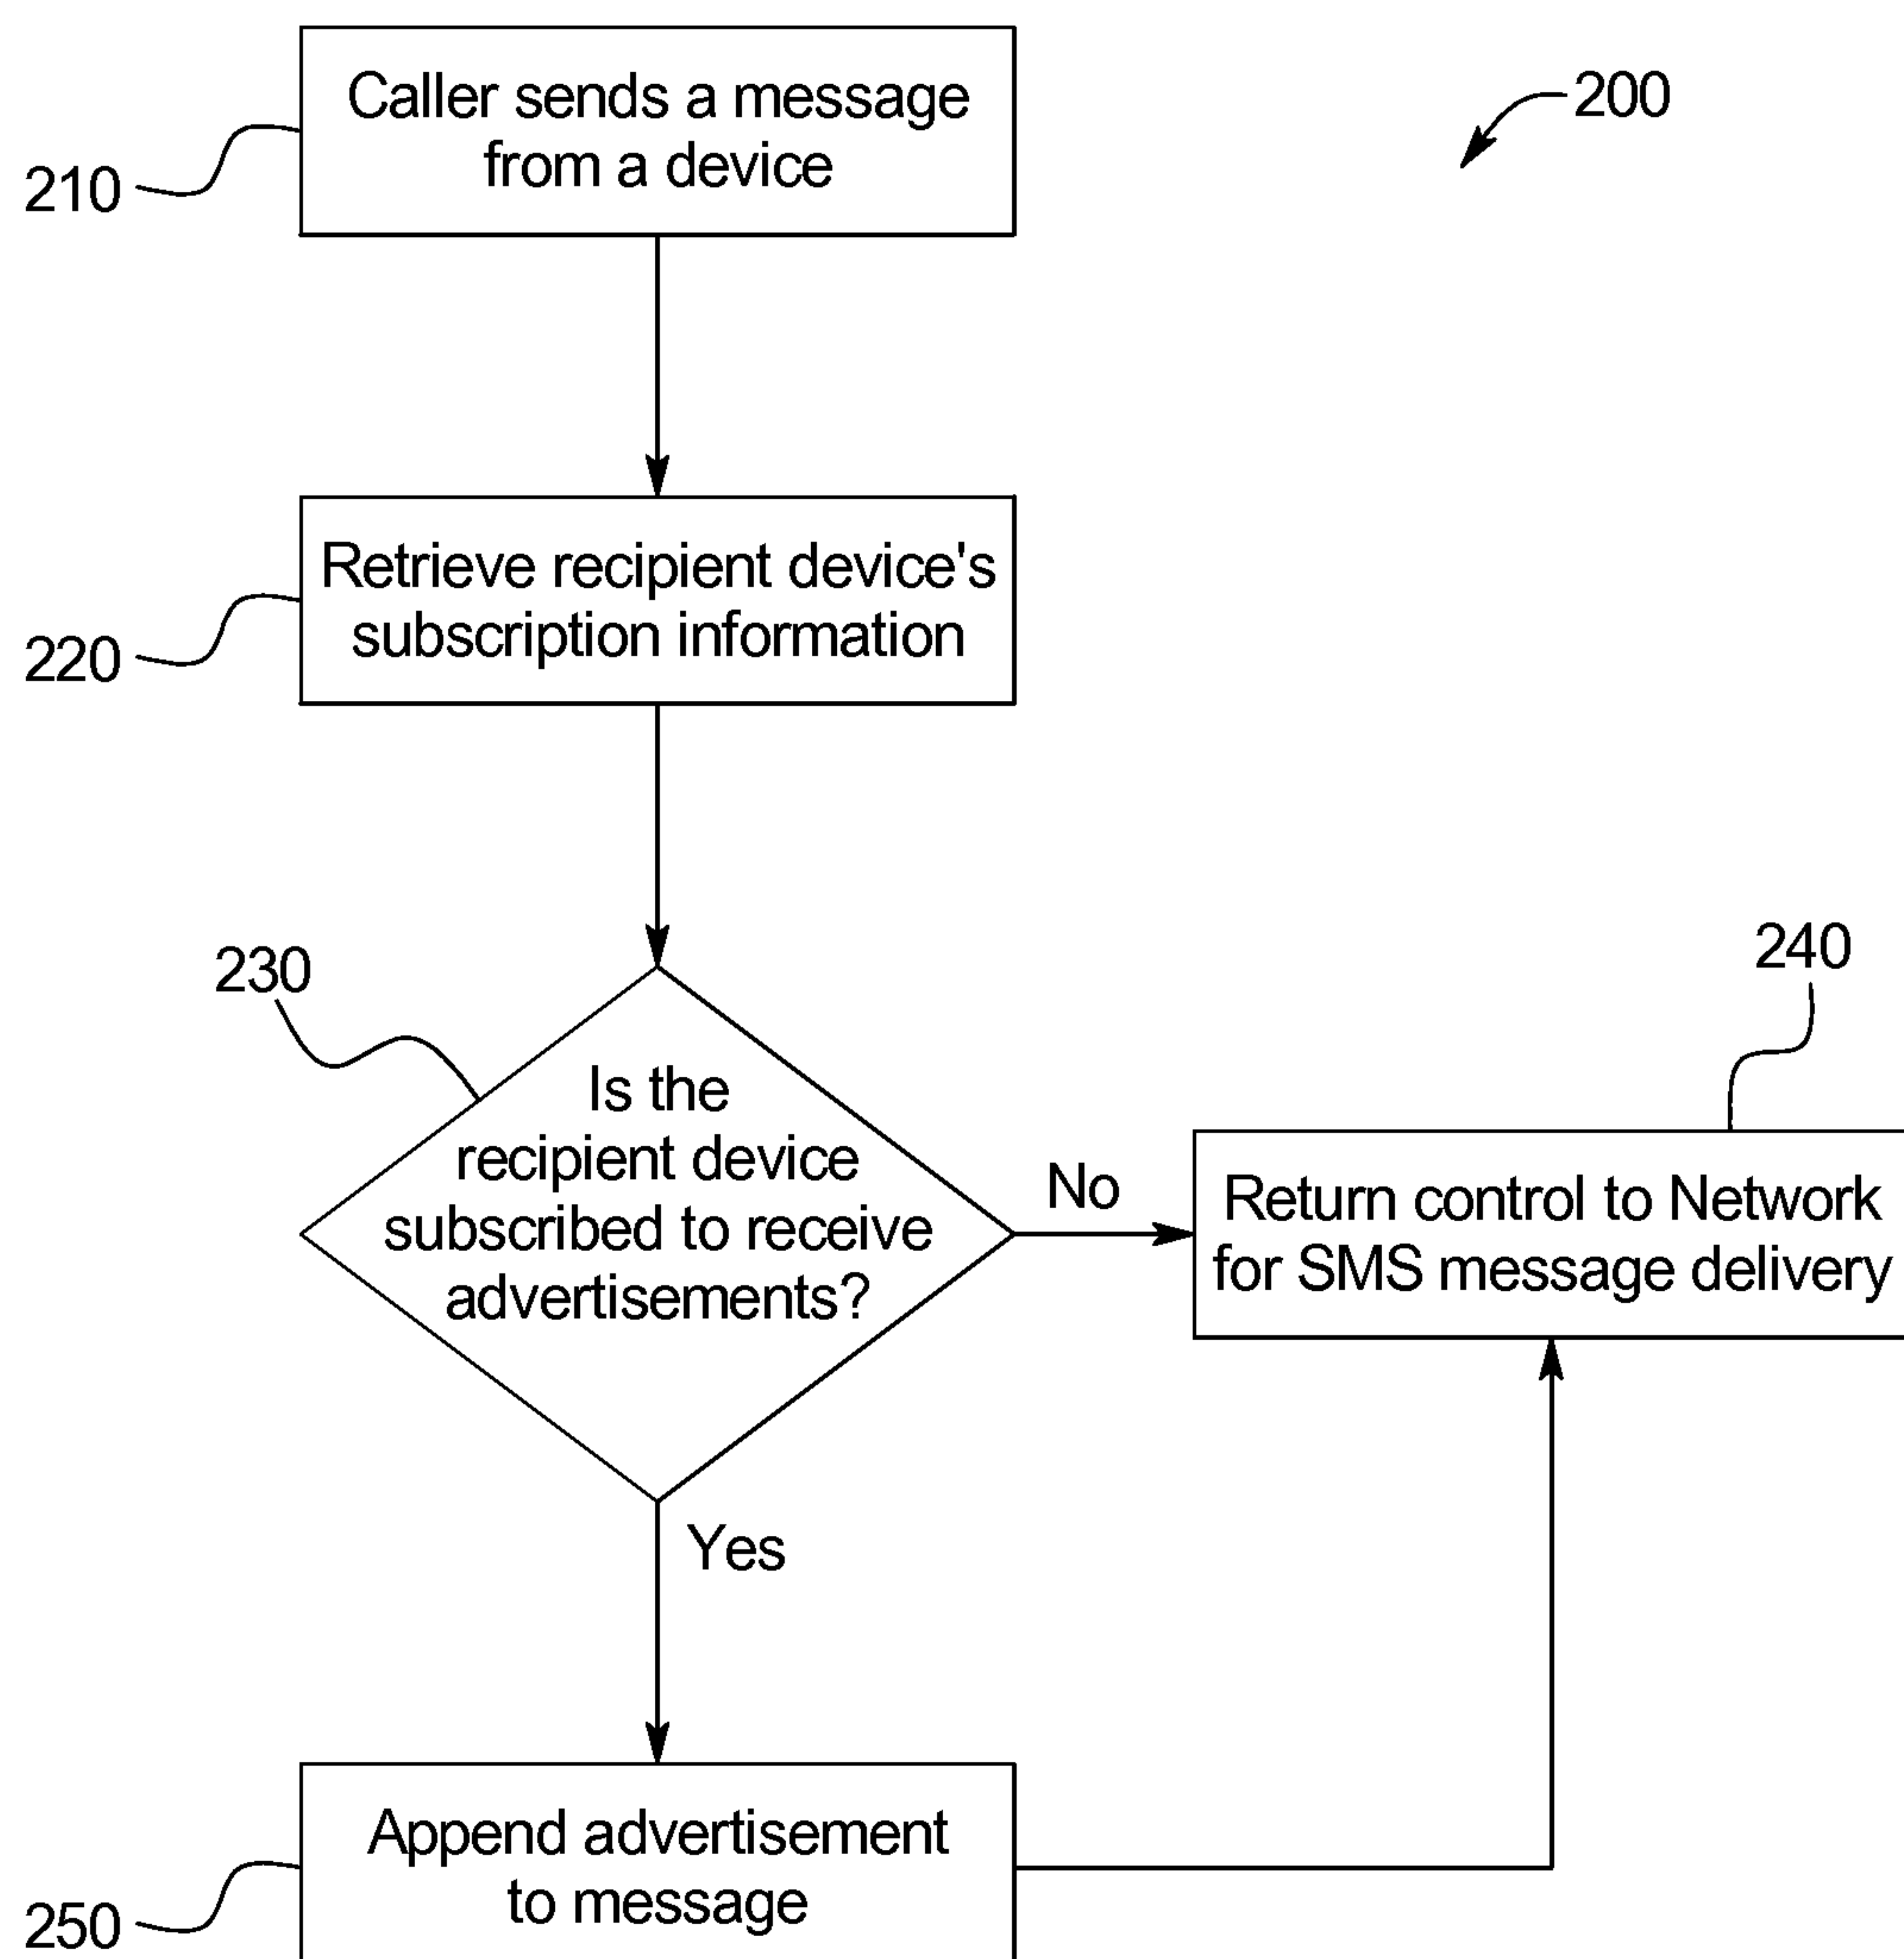 Caller sends a message
from a device
200
210
Retrieve recipient device's
subscription information
220
230
Is the
recipient device
subscribed to receive
advertisements?
No
240
Return control to Network
for SMS message delivery
Yes
Append advertisement
to message
250